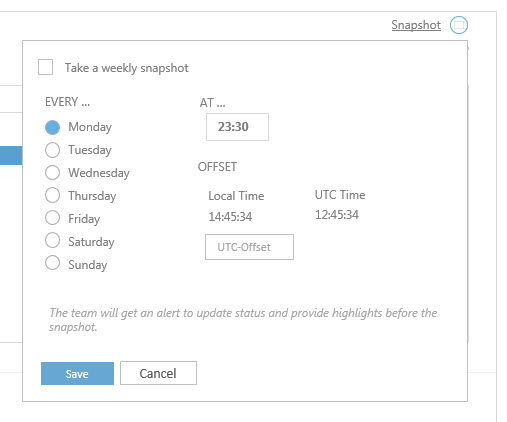 Snapshot
Take a weekly snapshot
EVERY ...
AT ...
Monday
23:30
Tuesday
Wednesday
OFFSET
Thursday
Local Time
UTC Time
Friday
14:45:34
12:45:34
Saturday
UTC-Offset
Sunday
The team will get an alert to update status and provide highlights before the
snapshot.
Save
Cancel